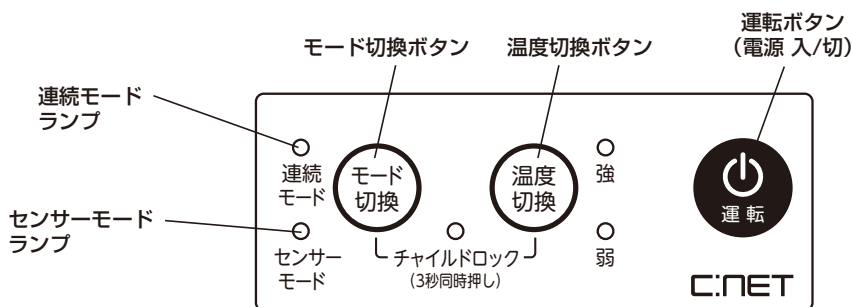 運転ボタン
(電源 入/切)
モード切換ボタン
温度切換ボタン
連続モード
ランプ
センサーモード
ランプ
連続
モード
モード
切換
温度
切換
強
運 転
センサー
モード
チャイルドロック
(3秒同時押し)
弱
C:NET